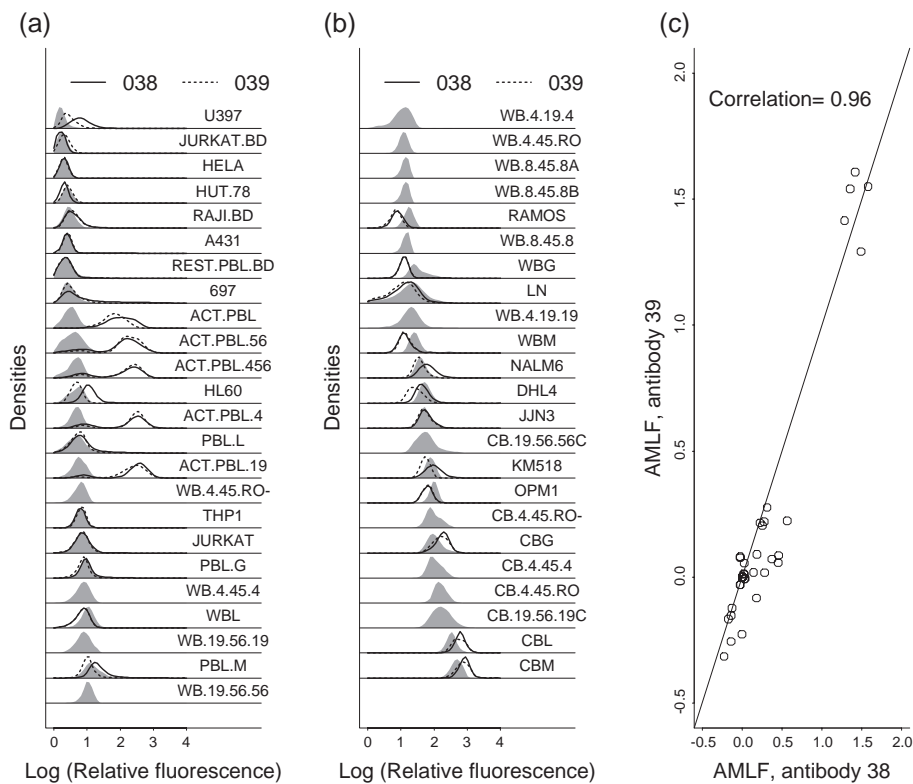 (a)
038 039
U397
JURKAT.BD
HELA
HUT.78
RAJI.BD
A431
REST.PBL.BD
697
ACT.PBL
ACT.PBL.56
ACT.PBL.456
HL60
ACT.PBL.4
PBL.L
ACT.PBL.19
WB.4.45.RO-
THP1
JURKAT
PBL.G
WB.4.45.4
WBL
WB.19.56.19
PBL.M
WB.19.56.56
Densities
0 1 2 3 4
Log (Relative fluorescence)
(b)
038 039
WB.4.19.4
WB.4.45.RO
WB.8.45.8A
WB.8.45.8B
RAMOS
WB.8.45.8
WBG
LN
WB.4.19.19
WBM
NALM6
DHL4
JJN3
CB.19.56.56C
KM518
OPM1
CB.4.45.RO-
CBG
CB.4.45.4
CB.4.45.RO
CB.19.56.19C
CBL
CBM
Densities
0 1 2 3 4
Log (Relative fluorescence)
(c)
Correlation= 0.96
AMLF, antibody 39
2.0
1.5
1.0
0.5
0.0
-0.5
-0.5 0.0 0.5 1.0 1.5 2.0
AMLF, antibody 38